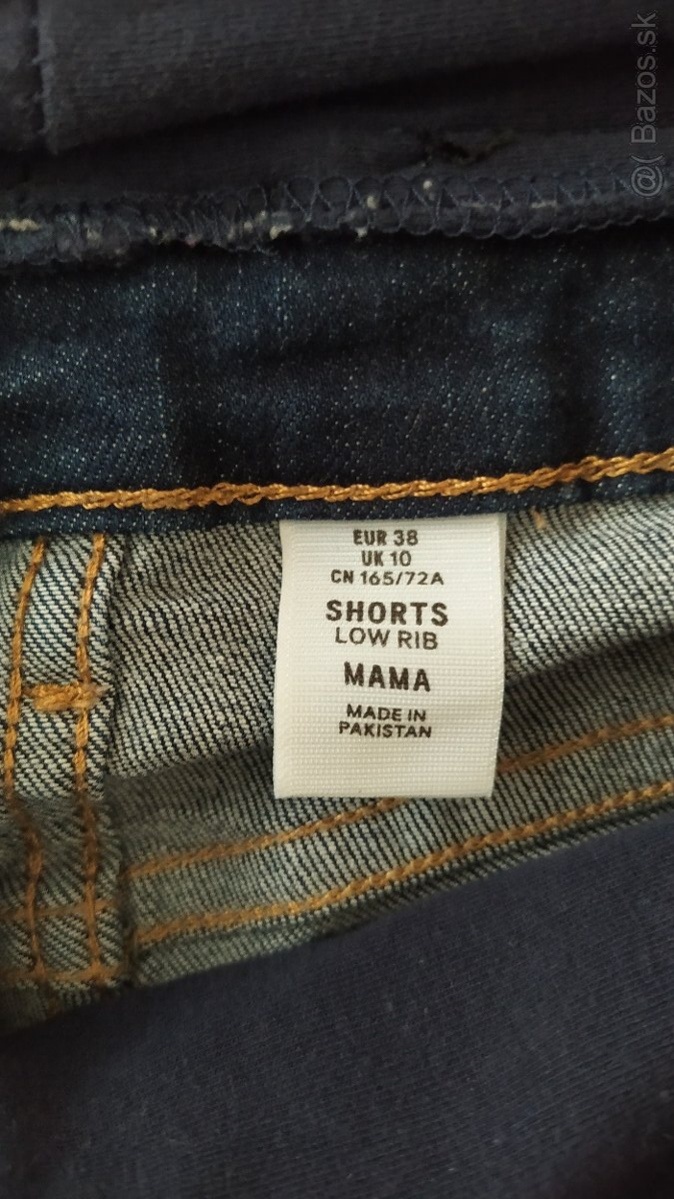 @( Bazos.sk
EUR 38
UK 10
CN 165/72A
SHORTS
LOW RIB
MAMA
MADE IN
PAKISTAN